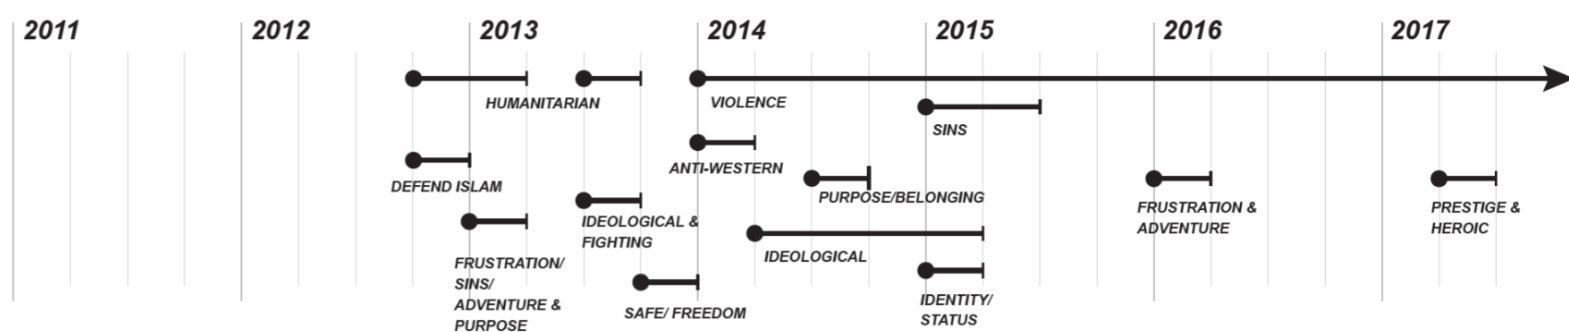 2011 2012 2013 2014 2015 2016 2017
HUMANITARIAN
VIOLENCE
SINS
ANTI-WESTERN
DEFEND ISLAM
PURPOSE/BELONGING
FRUSTRATION &
ADVENTURE
PRESTIGE &
HEROIC
IDEOLOGICAL &
FIGHTING
IDEOLOGICAL
FRUSTRATION/
SINS/
ADVENTURE &
PURPOSE
SAFE/ FREEDOM
IDENTITY/
STATUS